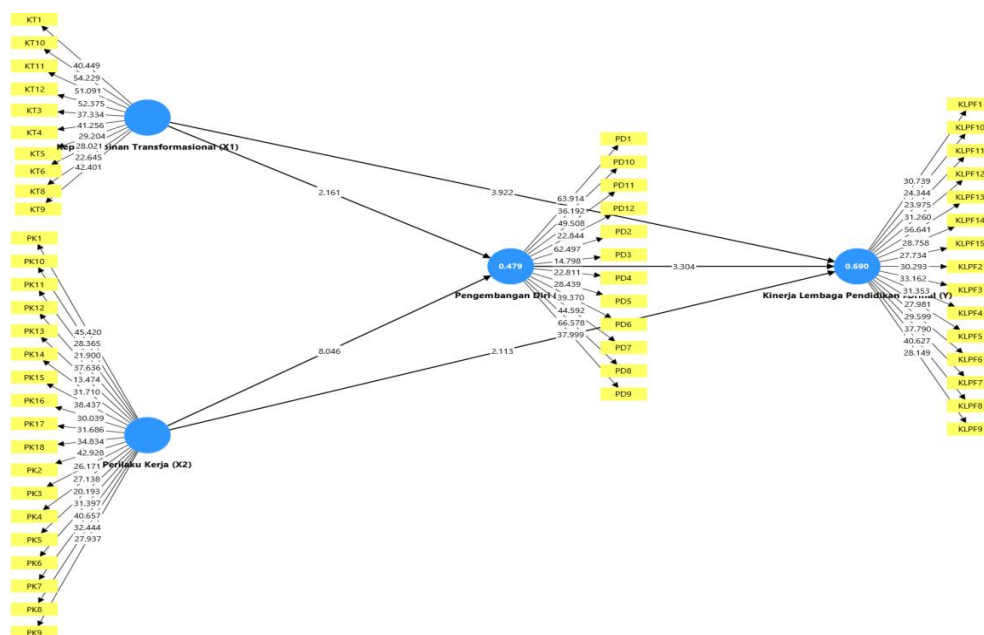 KT1
KT10
KT11
KT12
KT3
KT4
KT5
KT6
KT8
KT9
40.449
54.229
51.091
52.375
37.334
41.256
29.204
28.021
22.645
42.401
Transformasional (X1)
PK1
PK10
PK11
PK12
PK13
PK14
PK15
PK16
PK17
PK18
PK2
PK3
PK4
PK5
PK6
PK7
PK8
PK9
45.420
28.365
21.900
37.636
13.474
31.710
38.437
30.039
31.686
34.834
42.928
26.171
27.138
20.193
31.397
40.657
32.444
27.937
Perilaku Kerja (X2)
2.161
3.922
8.046
2.113
3.304
0.479
Pengembangan Diri
PD1
PD10
PD11
PD12
PD2
PD3
PD4
PD5
PD6
PD7
PD8
PD9
63.914
36.192
49.508
22.844
62.497
14.798
22.811
28.439
39.370
44.592
66.578
37.999
0.690
Kinerja Lembaga Pendidikan (Y)
KLPF1
KLPF10
KLPF11
KLPF12
KLPF13
KLPF14
KLPF15
KLPF2
KLPF3
KLPF4
KLPF5
KLPF6
KLPF7
KLPF8
KLPF9
30.739
24.344
23.975
31.260
56.641
28.758
27.734
30.293
33.162
31.353
27.981
29.599
37.790
40.627
28.149